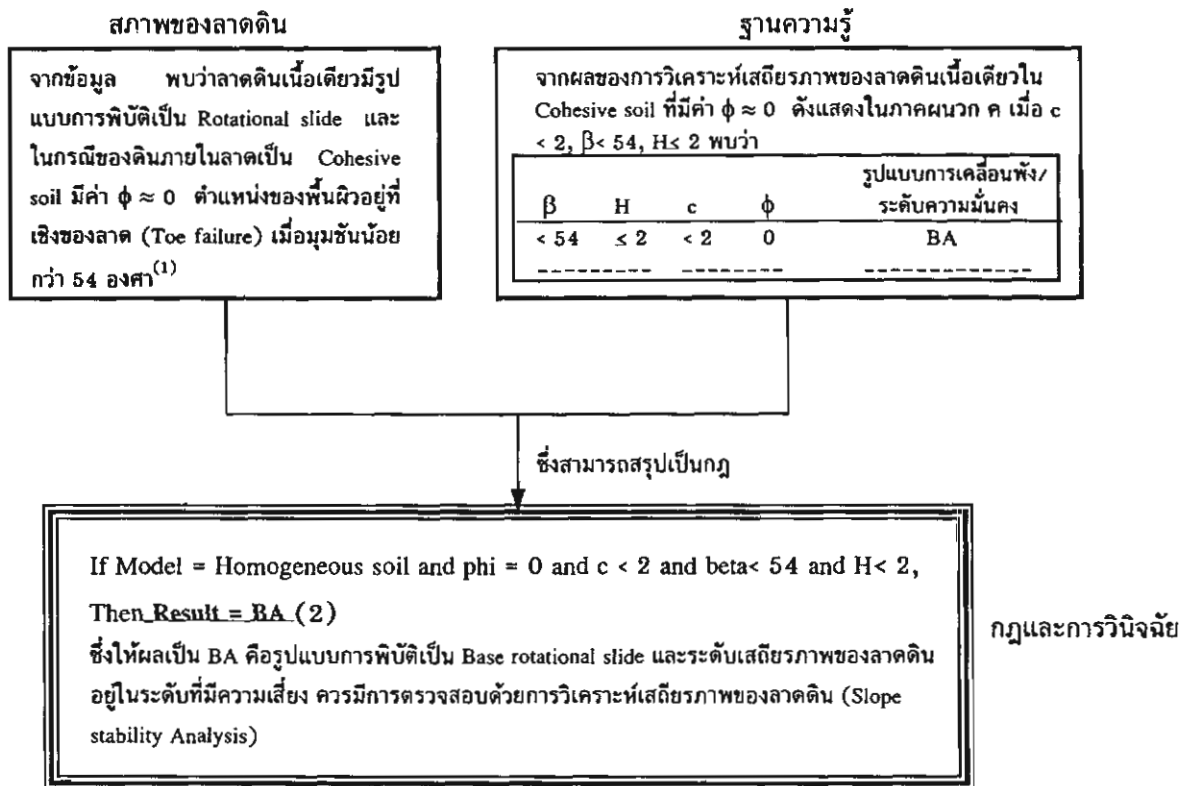 สภาพของลาดดิน
จากข้อมูล พบว่าลาดดินเนื้อเดียวมีรูป
แบบการพิบัติเป็น Rotational slide และ
ในกรณีของดินภายในลาดเป็น Cohesive
soil มีค่า ϕ ≈ 0 ตำแหน่งของพื้นผิวอยู่ที่
เชิงของลาด (Toe failure) เมื่อมุมชันน้อย
กว่า 54 องศา(1)
ฐานความรู้
จากผลของการวิเคราะห์เสถียรภาพของลาดดินเนื้อเดียวใน
Cohesive soil ที่มีค่า ϕ ≈ 0 ดังแสดงในภาคผนวก ค เมื่อ c
< 2, β< 54, H≤ 2 พบว่า
รูปแบบการเคลื่อนพัง/
β H c ϕ ระดับความมั่นคง
< 54 ≤ 2 < 2 0 BA
ซึ่งสามารถสรุปเป็นกฎ
If Model = Homogeneous soil and phi = 0 and c < 2 and beta< 54 and H< 2,
Then Result = BA (2)
ซึ่งให้ผลเป็น BA คือรูปแบบการพิบัติเป็น Base rotational slide และระดับเสถียรภาพของลาดดิน
อยู่ในระดับที่มีความเสี่ยง ควรมีการตรวจสอบด้วยการวิเคราะห์เสถียรภาพของลาดดิน (Slope
stability Analysis)
กฎและการวินิจฉัย